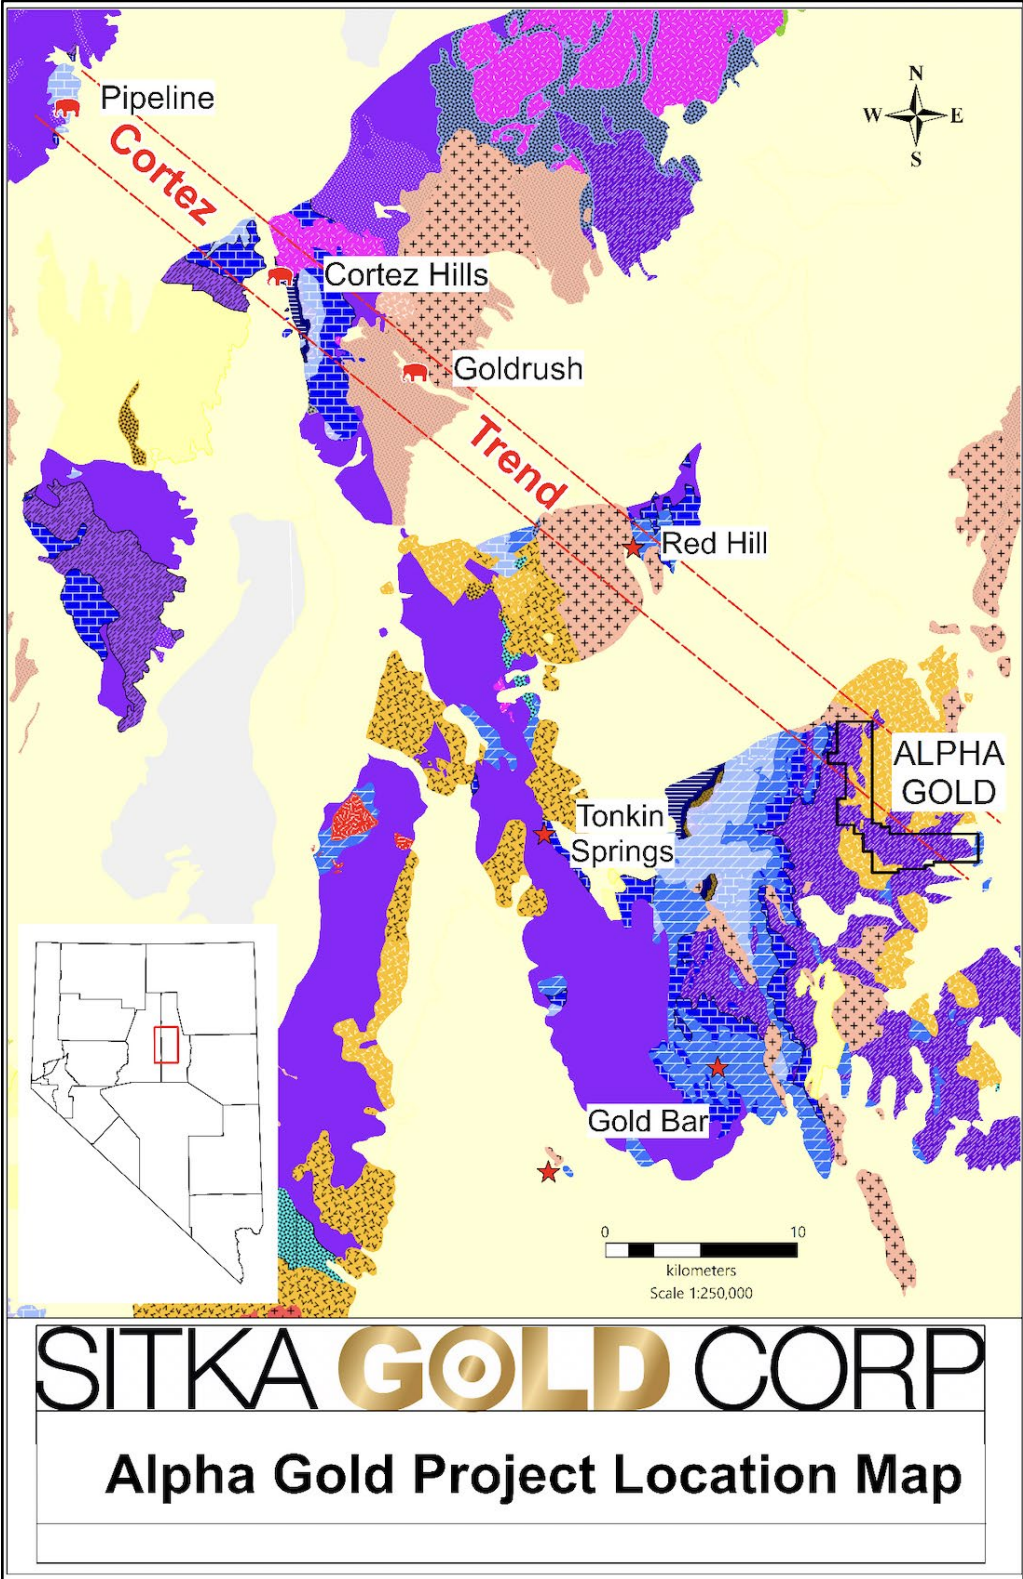 N
W E
S
Pipeline
Cortez
Cortez Hills
Goldrush
Trend
Red Hill
ALPHA
GOLD
Tonkin
Springs
Gold Bar
0 10
kilometers
Scale 1:250,000
SITKA GOLD CORP
Alpha Gold Project Location Map